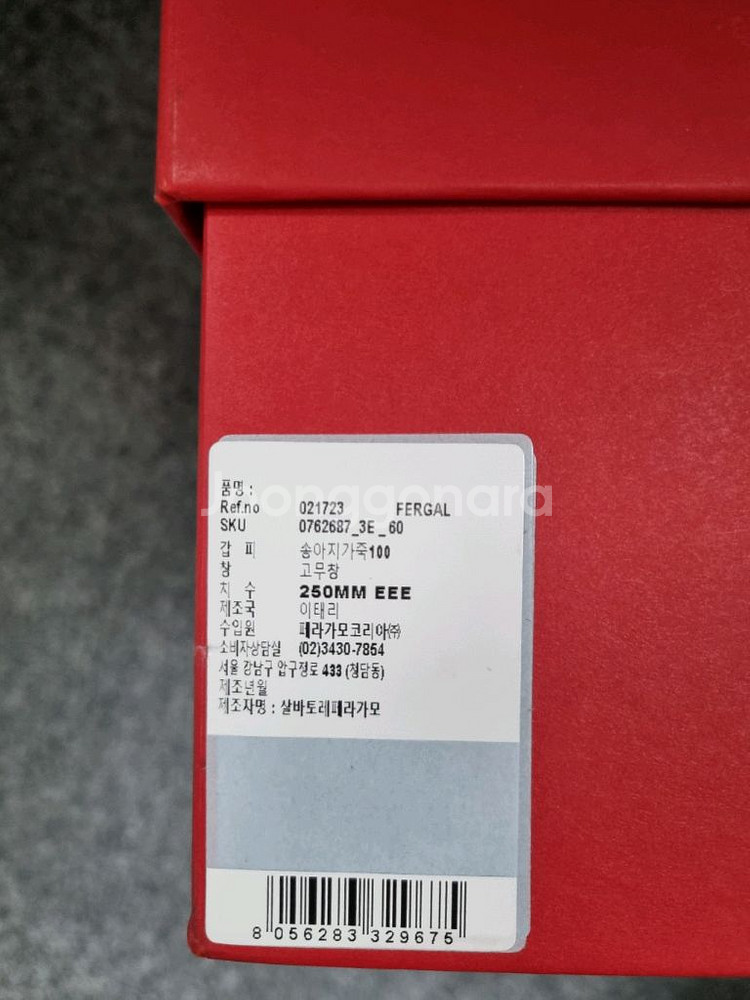 Joonggonara
품명 :
Ref.no 021723 FERGAL
SKU 0762687_3E_60
갑 피 송아지가죽100
창 고무창
치 수 250MM EEE
제조국 이태리
수입원 페라가모코리아㈜
소비자상담실 (02)3430-7854
서울 강남구 압구정로 433 (청담동)
제조년월
제조자명 : 살바토레페라가모
8 056283 329675